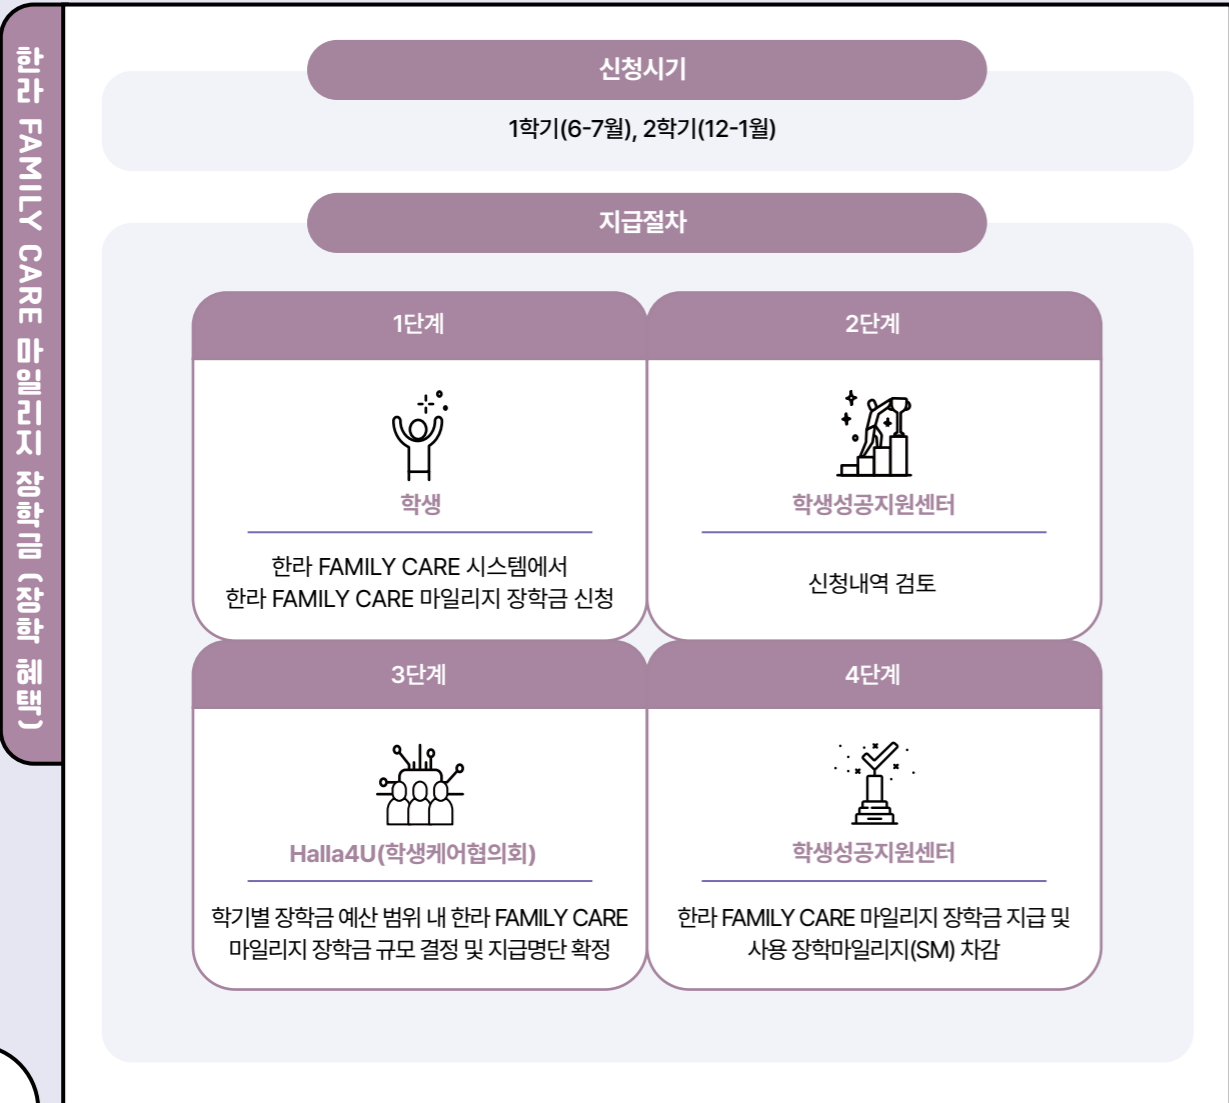 한라 FAMILY CARE 마일리지 장학금 (장학 혜택)
신청시기
1학기(6-7월), 2학기(12-1월)
지급절차
1단계
학생
한라 FAMILY CARE 시스템에서
한라 FAMILY CARE 마일리지 장학금 신청
2단계
학생성공지원센터
신청내역 검토
3단계
Halla4U(학생케어협의회)
학기별 장학금 예산 범위 내 한라 FAMILY CARE
마일리지 장학금 규모 결정 및 지급명단 확정
4단계
학생성공지원센터
한라 FAMILY CARE 마일리지 장학금 지급 및
사용 장학마일리지(SM) 차감